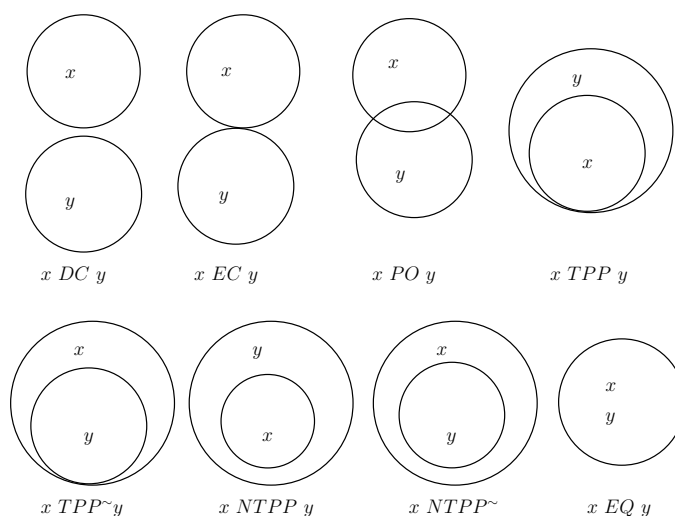 x x x y
y y y x
x DC y x EC y x PO y x TPP y
x y x x
y x y y
x TPP~y x NTPP y x NTPP~ x EQ y